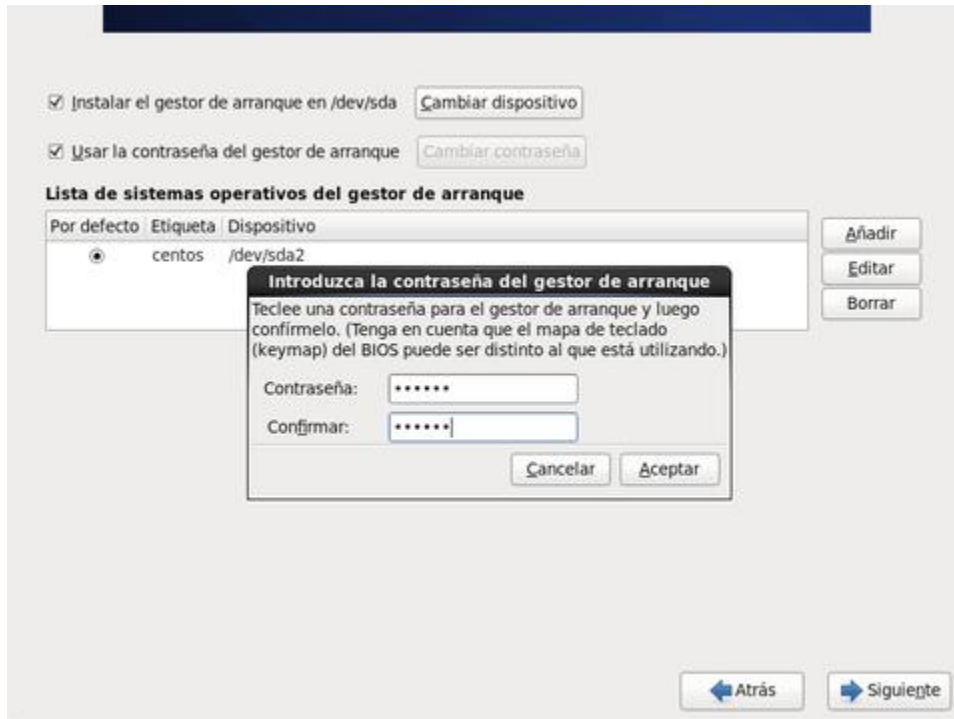 Instalar el gestor de arranque en /dev/sda Cambiar dispositivo
Usar la contraseña del gestor de arranque Cambiar contraseña
Lista de sistemas operativos del gestor de arranque
Por defecto Etiqueta Dispositivo
centos /dev/sda2
Añadir
Editar
Borrar
Introduzca la contraseña del gestor de arranque
Teclee una contraseña para el gestor de arranque y luego
confírmelo. (Tenga en cuenta que el mapa de teclado
(keymap) del BIOS puede ser distinto al que está utilizando.)
Contraseña: ••••••
Confirmar: ••••••
Cancelar Aceptar
Atrás Siguiente